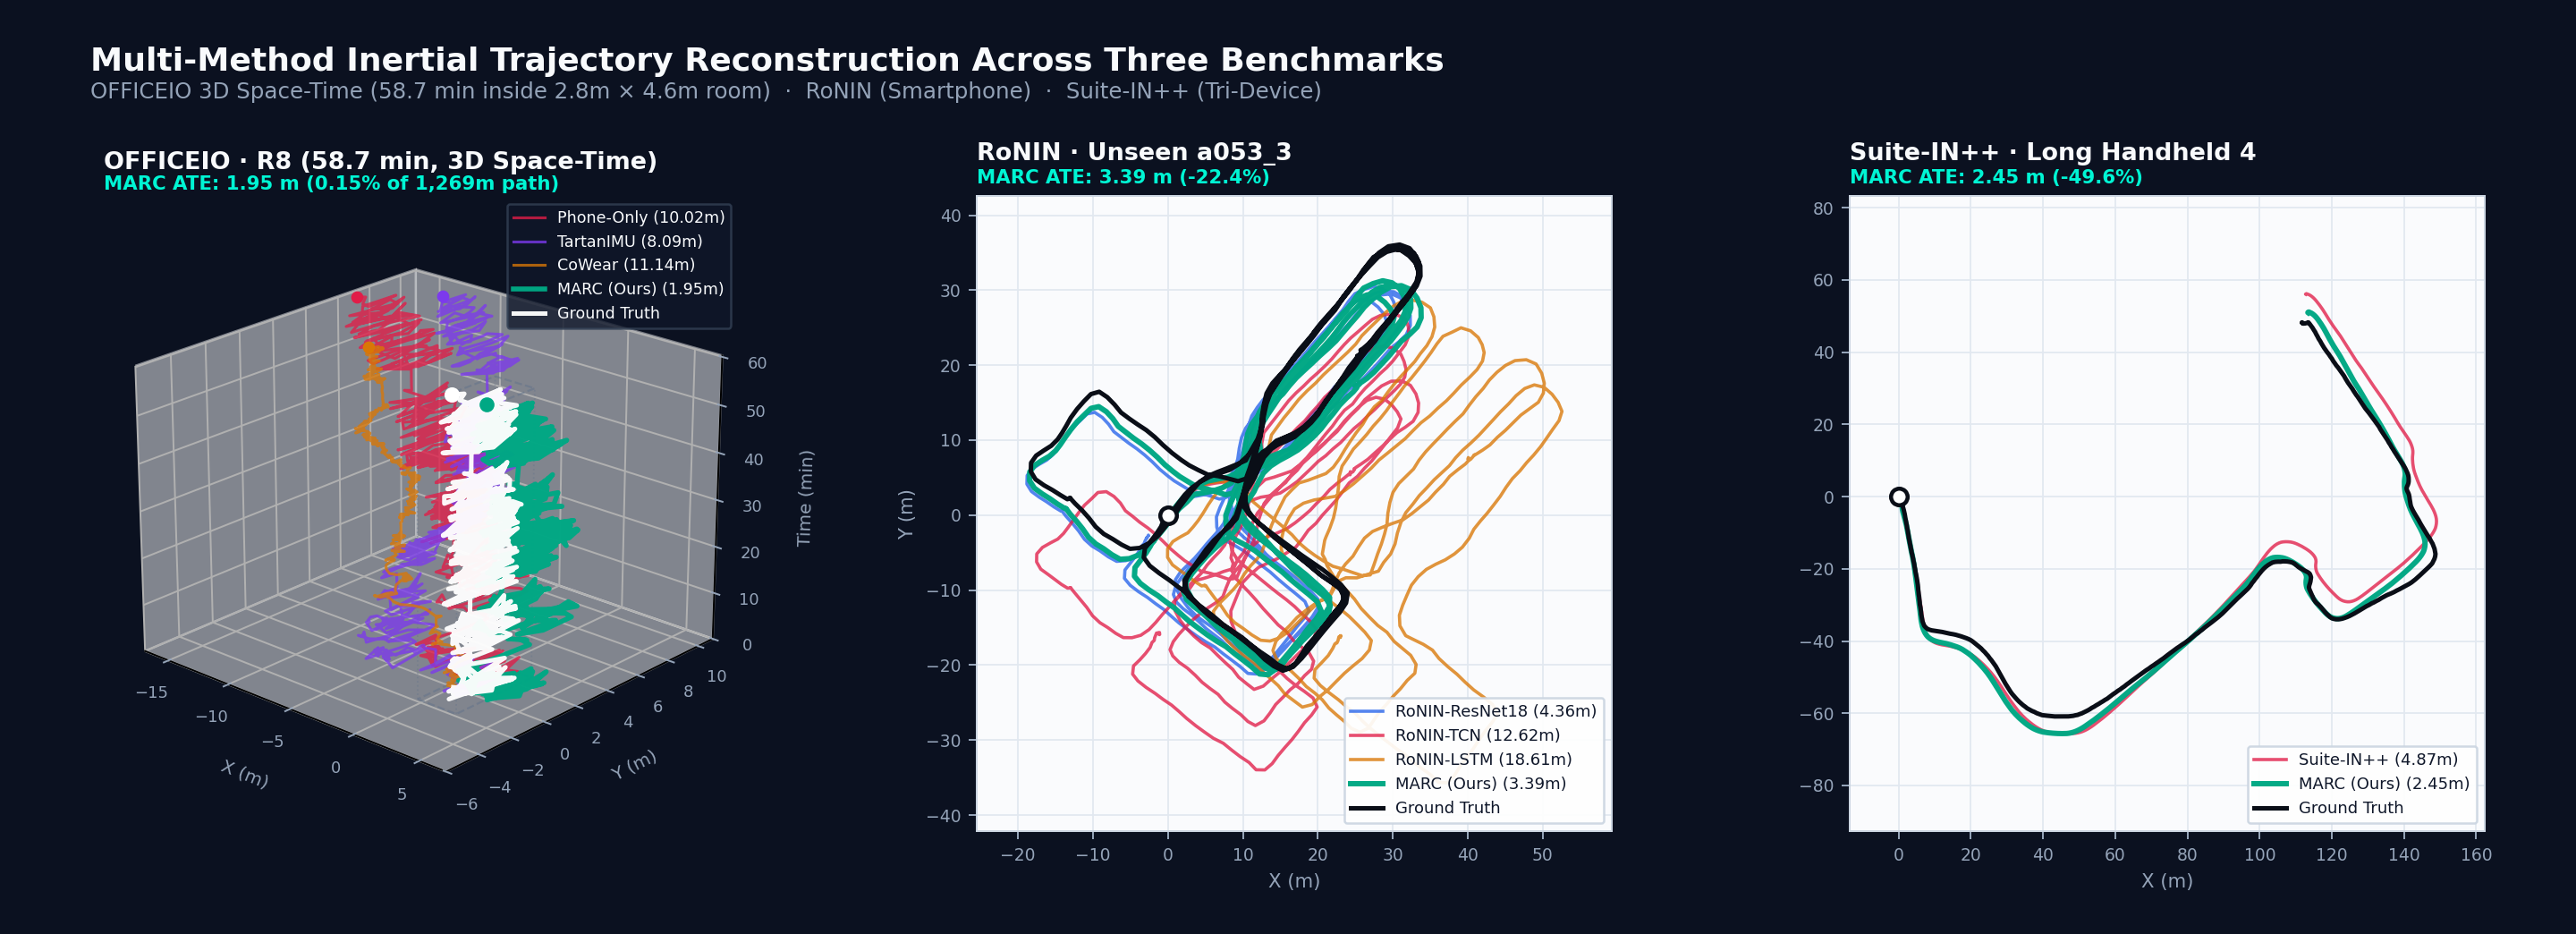 Multi-Method Inertial Trajectory Reconstruction Across Three Benchmarks
OFFICEIO 3D Space-Time (58.7 min inside 2.8m × 4.6m room) · RoNIN (Smartphone) · Suite-IN++ (Tri-Device)
OFFICEIO · R8 (58.7 min, 3D Space-Time)
MARC ATE: 1.95 m (0.15% of 1,269m path)
Phone-Only (10.02m)
TartanIMU (8.09m)
CoWear (11.14m)
MARC (Ours) (1.95m)
Ground Truth
60
50
40
30
20
10
0
Time (min)
−15
−10
−5
0
5
X (m)
−6
−4
−2
0
2
4
6
8
10
Y (m)
RoNIN · Unseen a053_3
MARC ATE: 3.39 m (-22.4%)
40
30
20
10
0
−10
−20
−30
−40
Y (m)
RoNIN-ResNet18 (4.36m)
RoNIN-TCN (12.62m)
RoNIN-LSTM (18.61m)
MARC (Ours) (3.39m)
Ground Truth
−20 −10 0 10 20 30 40 50
X (m)
Suite-IN++ · Long Handheld 4
MARC ATE: 2.45 m (-49.6%)
80
60
40
20
0
−20
−40
−60
−80
Suite-IN++ (4.87m)
MARC (Ours) (2.45m)
Ground Truth
0 20 40 60 80 100 120 140 160
X (m)